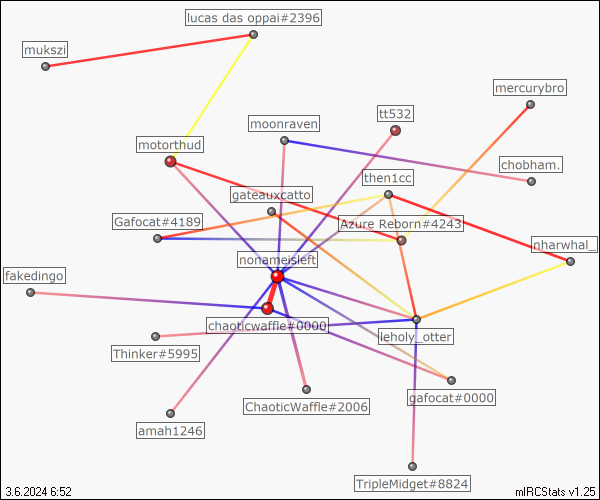 lucas das oppai#2396
mukszi
mercurybro
tt532
moonraven
motorthud
chobham.
then1cc
gateauxcatto
Gafocat#4189
Azure Reborn#4243
nharwhal_
nonameisleft
fakedingo
chaoticwaffle#0000
leholy_otter
Thinker#5995
gafocat#0000
ChaoticWaffle#2006
amah1246
TripleMidget#8824
3.6.2024 6:52
mIRCStats v1.25